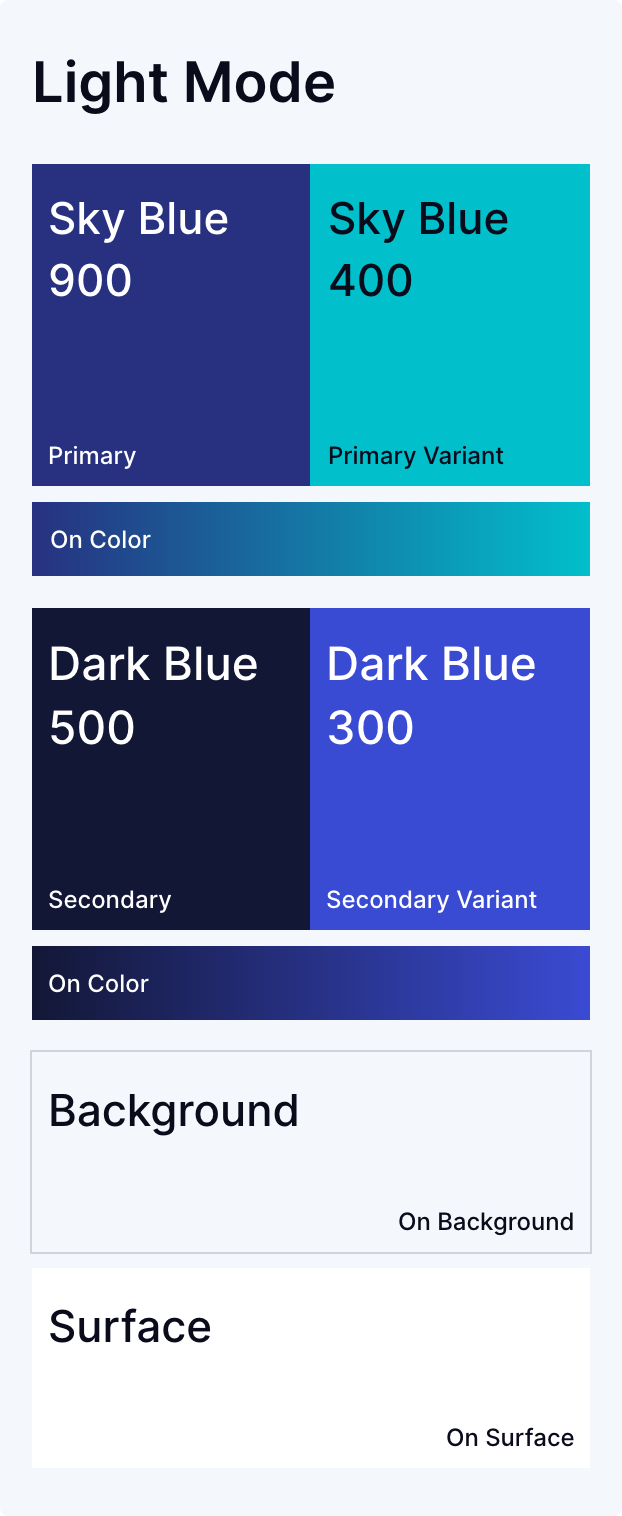 Light Mode
Sky Blue
900
Primary
Sky Blue
400
Primary Variant
On Color
Dark Blue
500
Secondary
Dark Blue
300
Secondary Variant
On Color
Background
On Background
Surface
On Surface